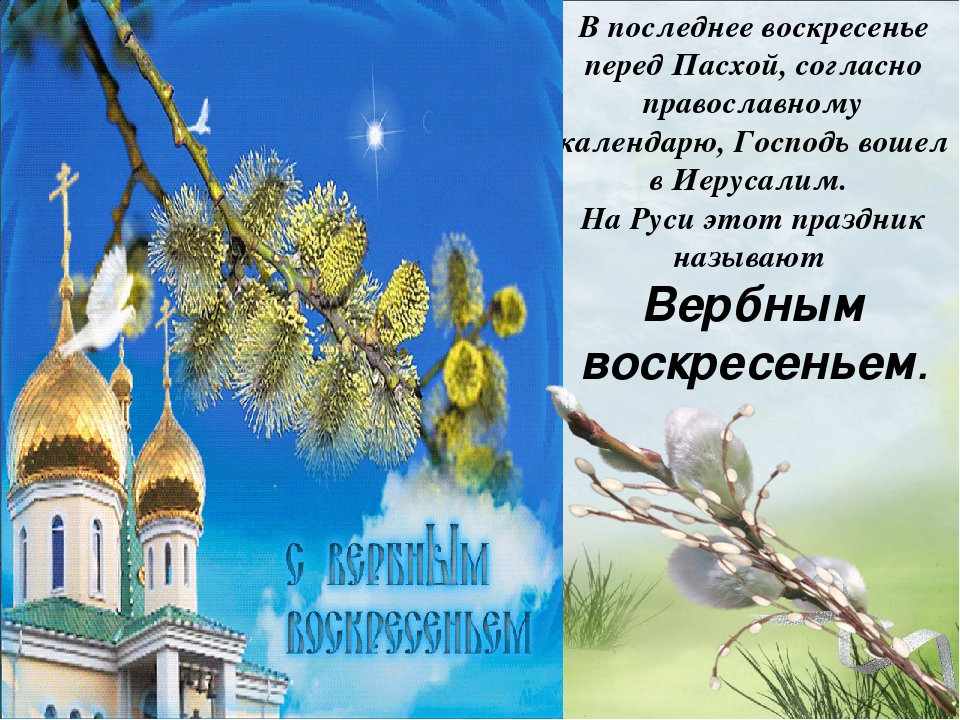 В последнее воскресенье
перед Пасхой, согласно
православному
календарю, Господь вошел
в Иерусалим.
На Руси этот праздник
называют
Вербным
воскресеньем.
С ВЕРБНЫМ
ВОСКРЕСЕНЬЕМ